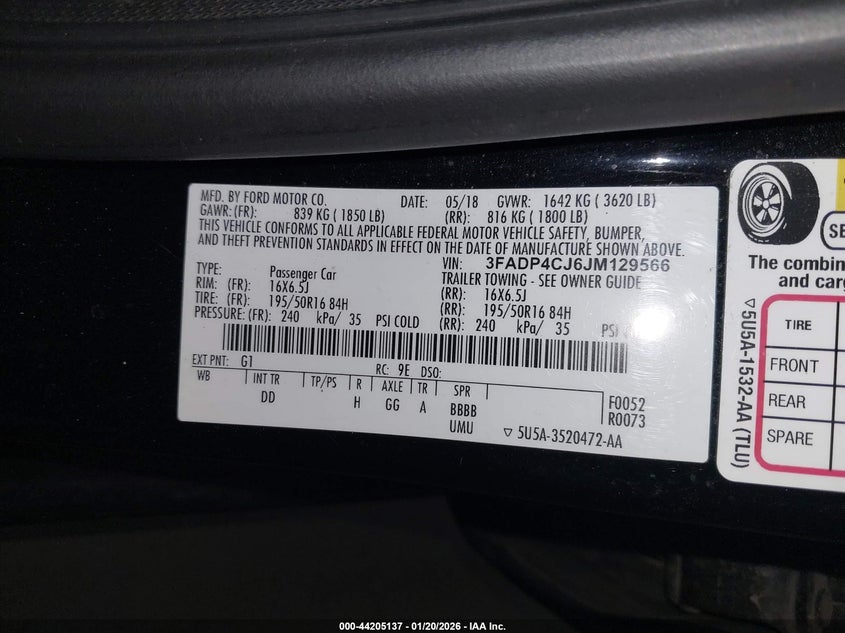 MFD. BY FORD MOTOR CO. DATE: 05/18 GVWR: 1642 KG ( 3620 LB)
GAWR: (FR): 839 KG ( 1850 LB) (RR): 816 KG ( 1800 LB)
THIS VEHICLE CONFORMS TO ALL APPLICABLE FEDERAL MOTOR VEHICLE SAFETY, BUMPER,
AND THEFT PREVENTION STANDARDS IN EFFECT ON THE DATE OF MANUFACTURE SHOWN ABOVE.
VIN: 3FADP4CJ6JM129566
TYPE: Passenger Car TRAILER TOWING - SEE OWNER GUIDE
RIM: (FR): 16X6.5J (RR): 16X6.5J
TIRE: (FR): 195/50R16 84H (RR): 195/50R16 84H
PRESSURE: (FR): 240 kPa/ 35 PSI COLD (RR): 240 kPa/ 35 PSI
EXT PNT: G1 RC: 9E DSO:
WB INT TR TP/PS R AXLE TR SPR
DD H GG A BBBB F0052
UMU R0073
▽ 5U5A-3520472-AA
The combin
and carg
TIRE
FRONT
REAR
SPARE
▽5U5A-1532-AA (TLU)
000-44205137 - 01/20/2026 - IAA Inc.